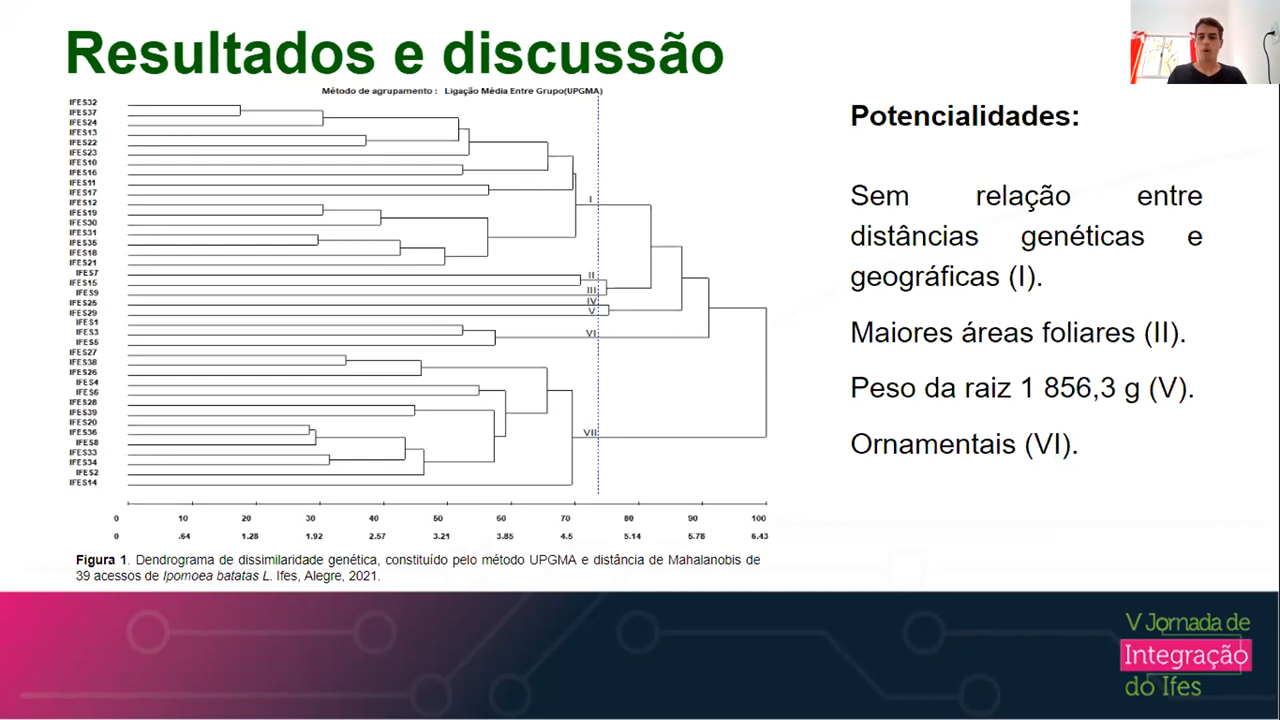 Resultados e discussão
Método de agrupamento : Ligação Média Entre Grupo(UPGMA)
IFES32
IFES37
IFES24
IFES13
IFES22
IFES23
IFES10
IFES16
IFES11
IFES17
IFES12
IFES19
IFES30
IFES31
IFES35
IFES18
IFES21
IFES7
IFES15
IFES9
IFES25
IFES29
IFES1
IFES3
IFES5
IFES27
IFES38
IFES26
IFES4
IFES6
IFES28
IFES39
IFES20
IFES36
IFES8
IFES33
IFES34
IFES2
IFES14
I
II
III
IV
V
VI
VII
0 10 20 30 40 50 60 70 80 90 100
0 .64 1.28 1.92 2.57 3.21 3.85 4.5 5.14 5.78 6.43
Figura 1. Dendrograma de dissimilaridade genética, constituído pelo método UPGMA e distância de Mahalanobis de
39 acessos de Ipomoea batatas L. Ifes, Alegre, 2021.
Potencialidades:
Sem relação entre
distâncias genéticas e
geográficas (I).
Maiores áreas foliares (II).
Peso da raiz 1 856,3 g (V).
Ornamentais (VI).
V Jornada de
Integração
do Ifes